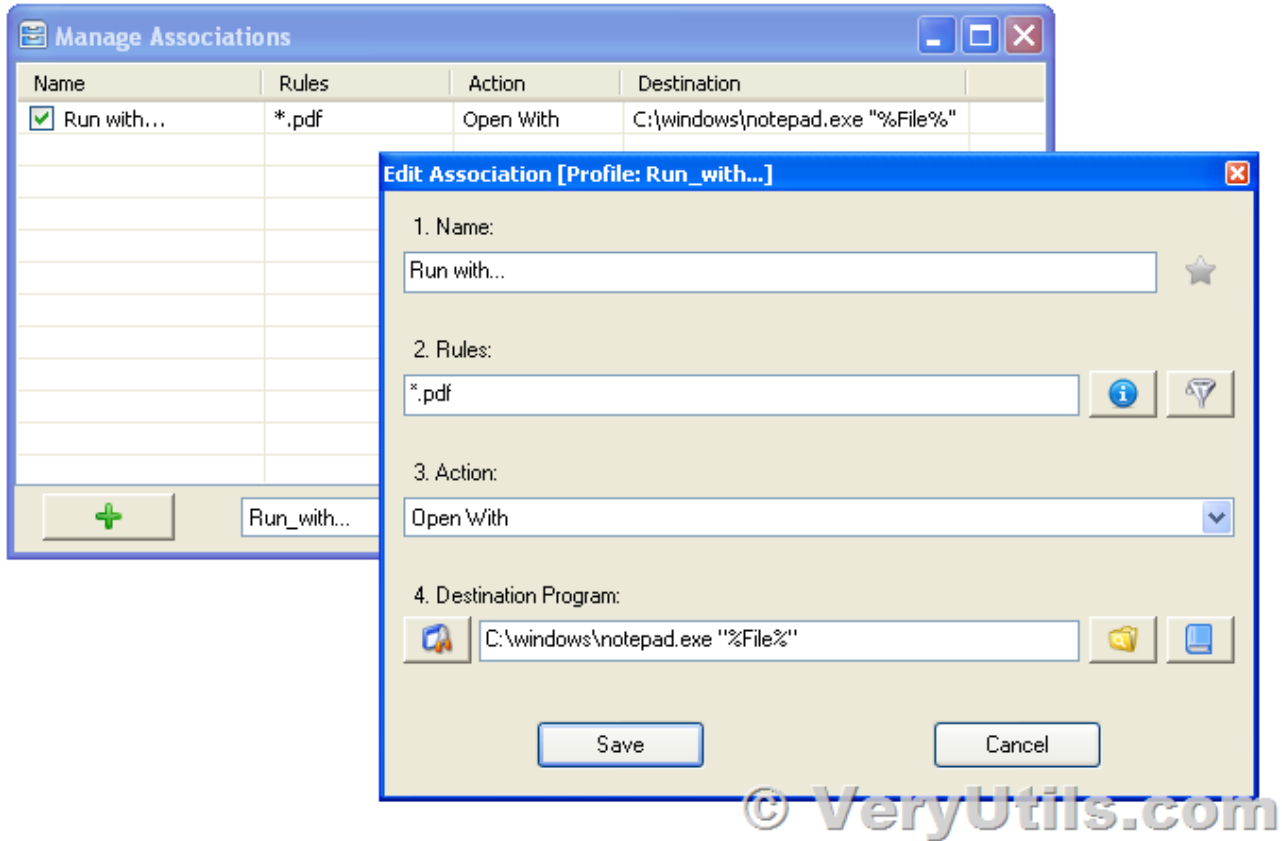 Manage Associations
Name Rules Action Destination
Run with... *.pdf Open With C:\windows\notepad.exe "%File%"
Run_with...
Edit Association [Profile: Run_with...]
1. Name:
Run with...
2. Rules:
*.pdf
3. Action:
Open With
4. Destination Program:
C:\windows\notepad.exe "%File%"
Save Cancel
© VeryUtils.com